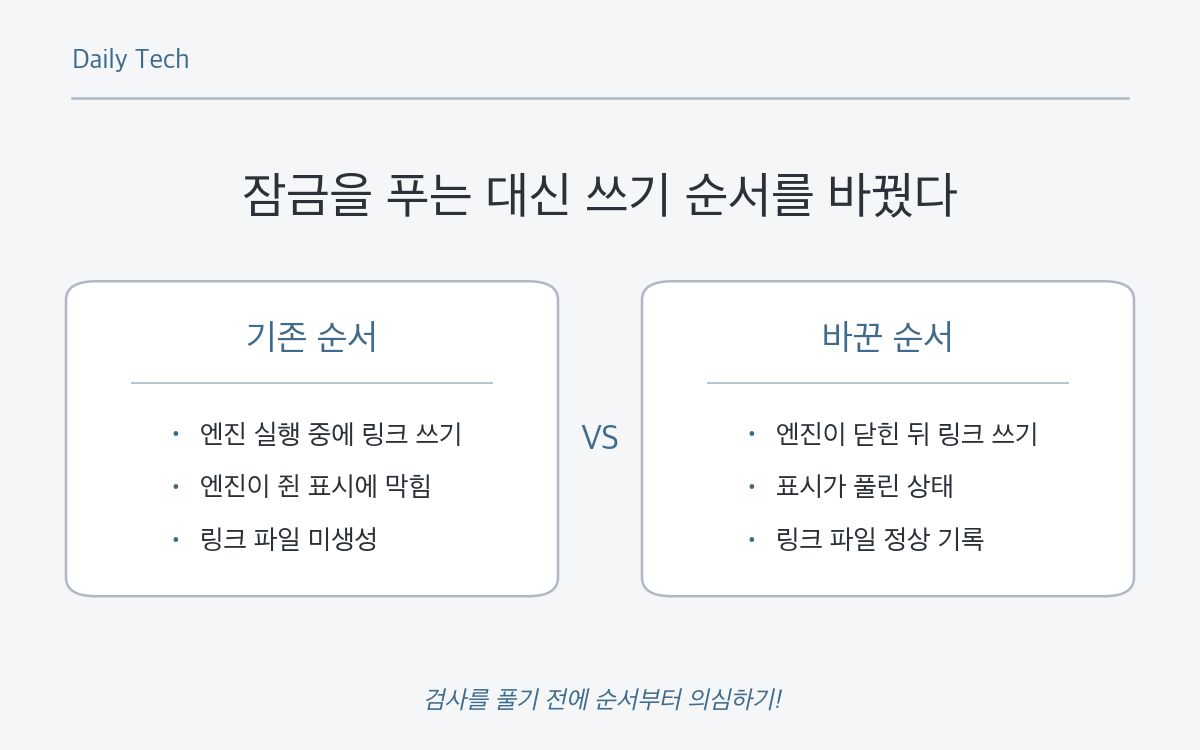 Daily Tech
잠금을 푸는 대신 쓰기 순서를 바꿨다
기존 순서
• 엔진 실행 중에 링크 쓰기
• 엔진이 쥔 표시에 막힘
• 링크 파일 미생성
VS
바꾼 순서
• 엔진이 닫힌 뒤 링크 쓰기
• 표시가 풀린 상태
• 링크 파일 정상 기록
검사를 풀기 전에 순서부터 의심하기!